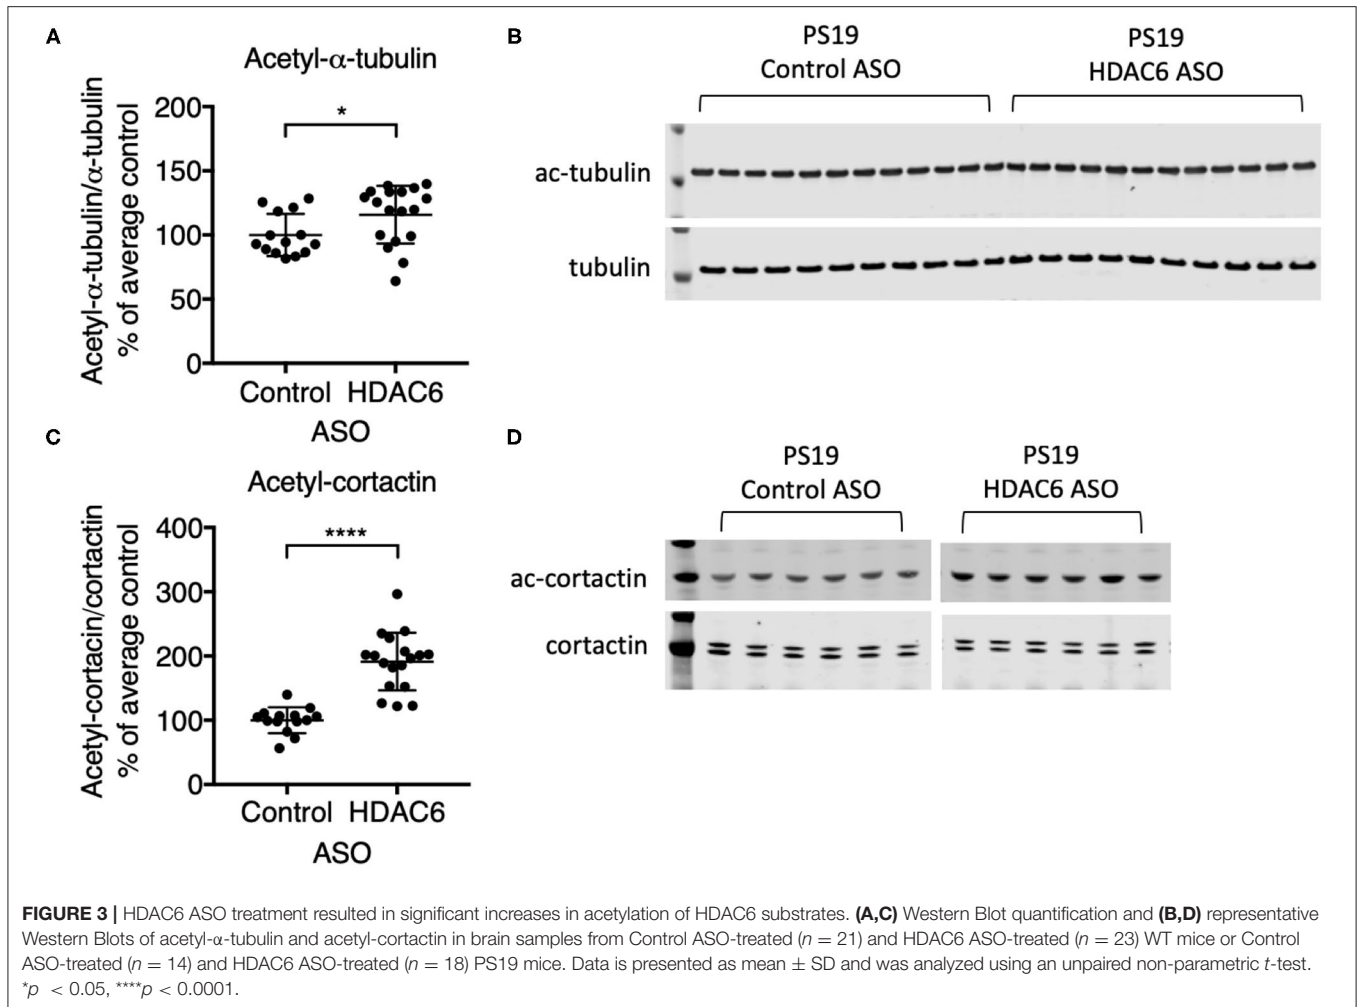 A
Acetyl-α-tubulin
Acetyl-α-tubulin/α-tubulin
% of average control
200
150
100
50
0
*
Control HDAC6
ASO
B
PS19
Control ASO
PS19
HDAC6 ASO
ac-tubulin
tubulin
C
Acetyl-cortactin
Acetyl-cortacin/cortactin
% of average control
400
300
200
100
0
****
Control HDAC6
ASO
D
PS19
Control ASO
PS19
HDAC6 ASO
ac-cortactin
cortactin
FIGURE 3 | HDAC6 ASO treatment resulted in significant increases in acetylation of HDAC6 substrates. (A,C) Western Blot quantification and (B,D) representative
Western Blots of acetyl-α-tubulin and acetyl-cortactin in brain samples from Control ASO-treated (n = 21) and HDAC6 ASO-treated (n = 23) WT mice or Control
ASO-treated (n = 14) and HDAC6 ASO-treated (n = 18) PS19 mice. Data is presented as mean ± SD and was analyzed using an unpaired non-parametric t-test.
*p < 0.05, ****p < 0.0001.